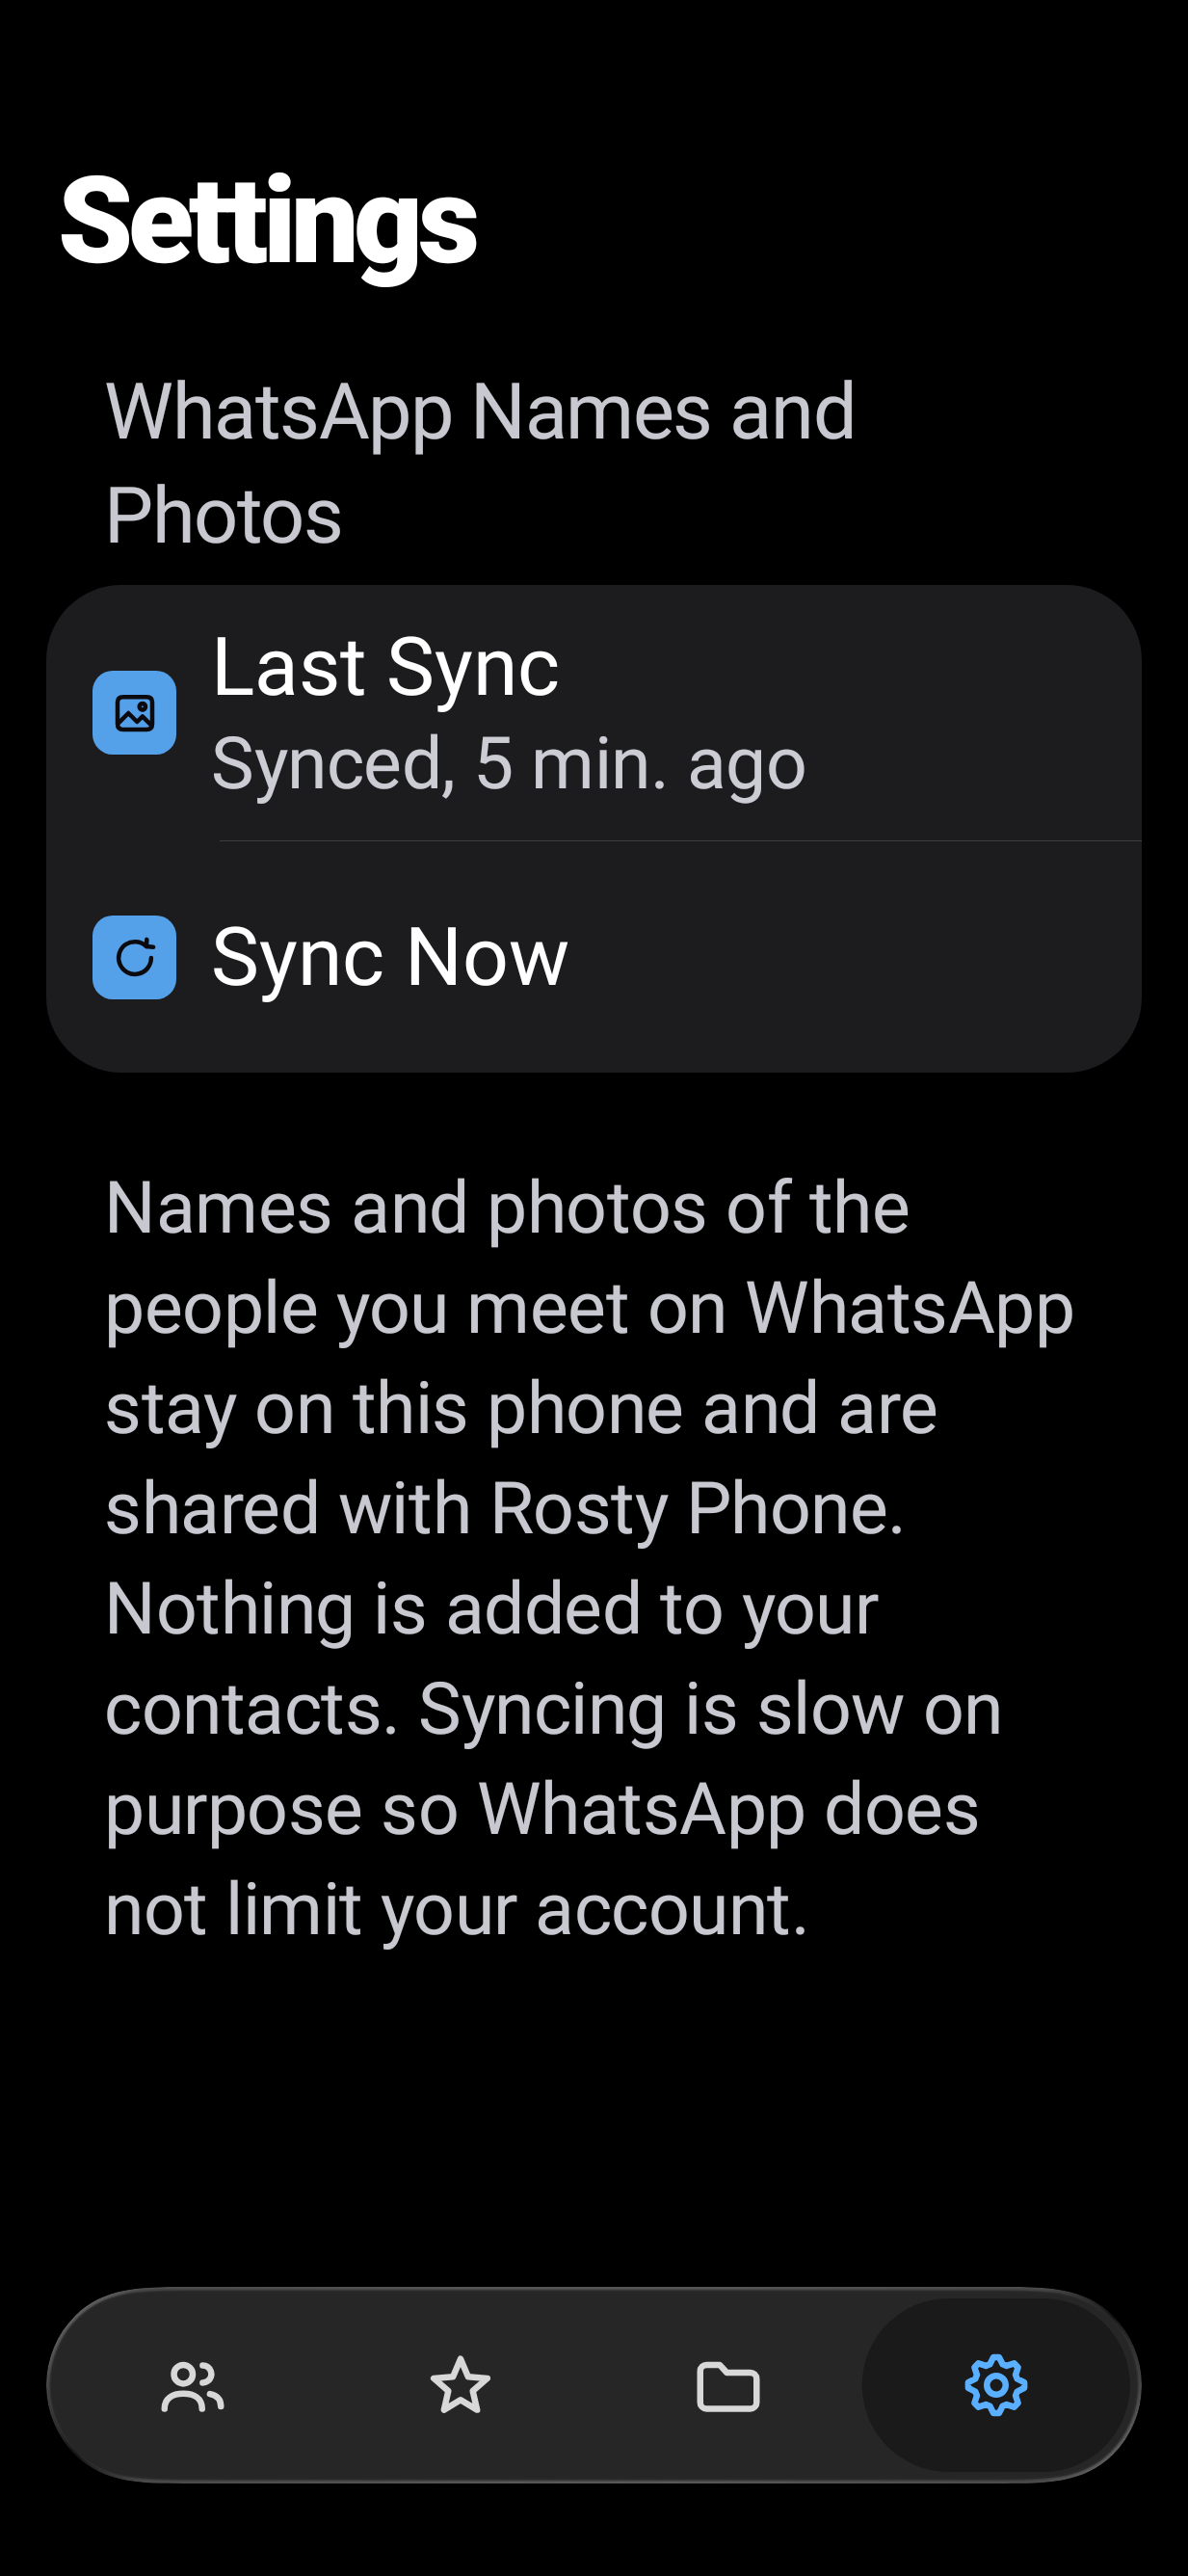 Settings
WhatsApp Names and
Photos
Last Sync
Synced, 5 min. ago
Sync Now
Names and photos of the
people you meet on WhatsApp
stay on this phone and are
shared with Rosty Phone.
Nothing is added to your
contacts. Syncing is slow on
purpose so WhatsApp does
not limit your account.